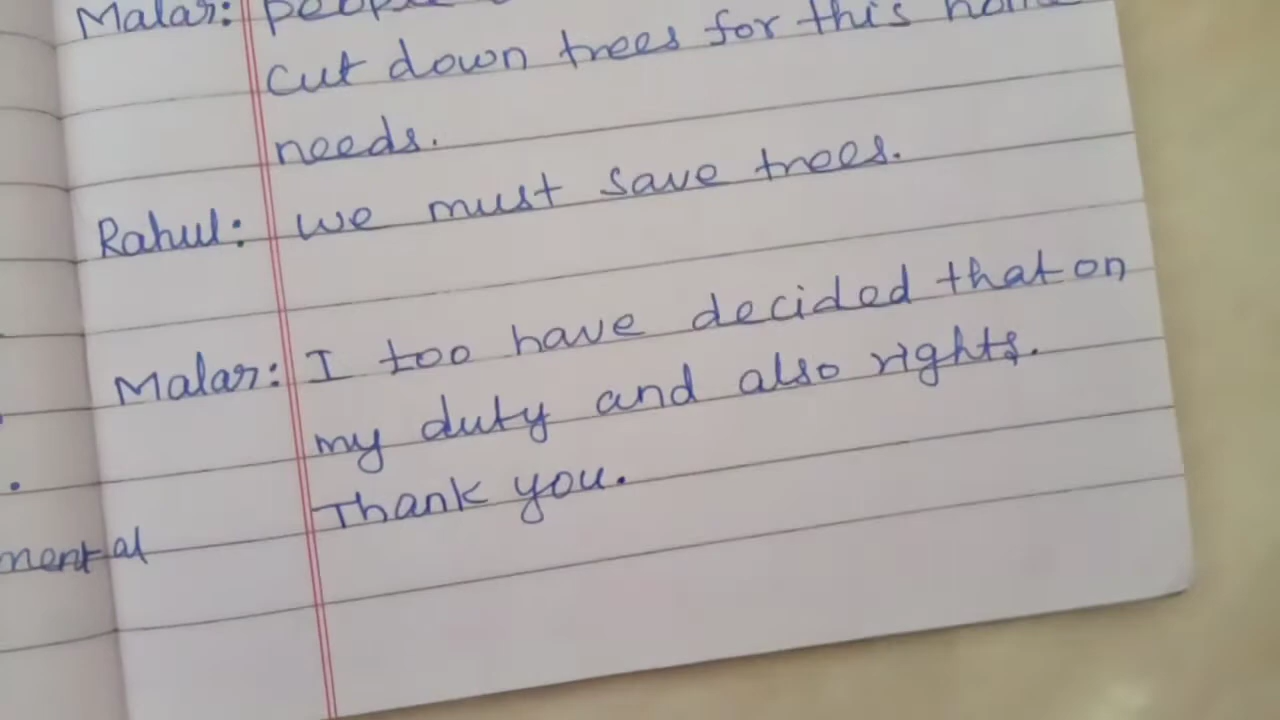 Malar: people
cut down trees for this
needs.
Rahul: we must save trees.
Malar: I too have decided that on
my duty and also rights.
Thank you.